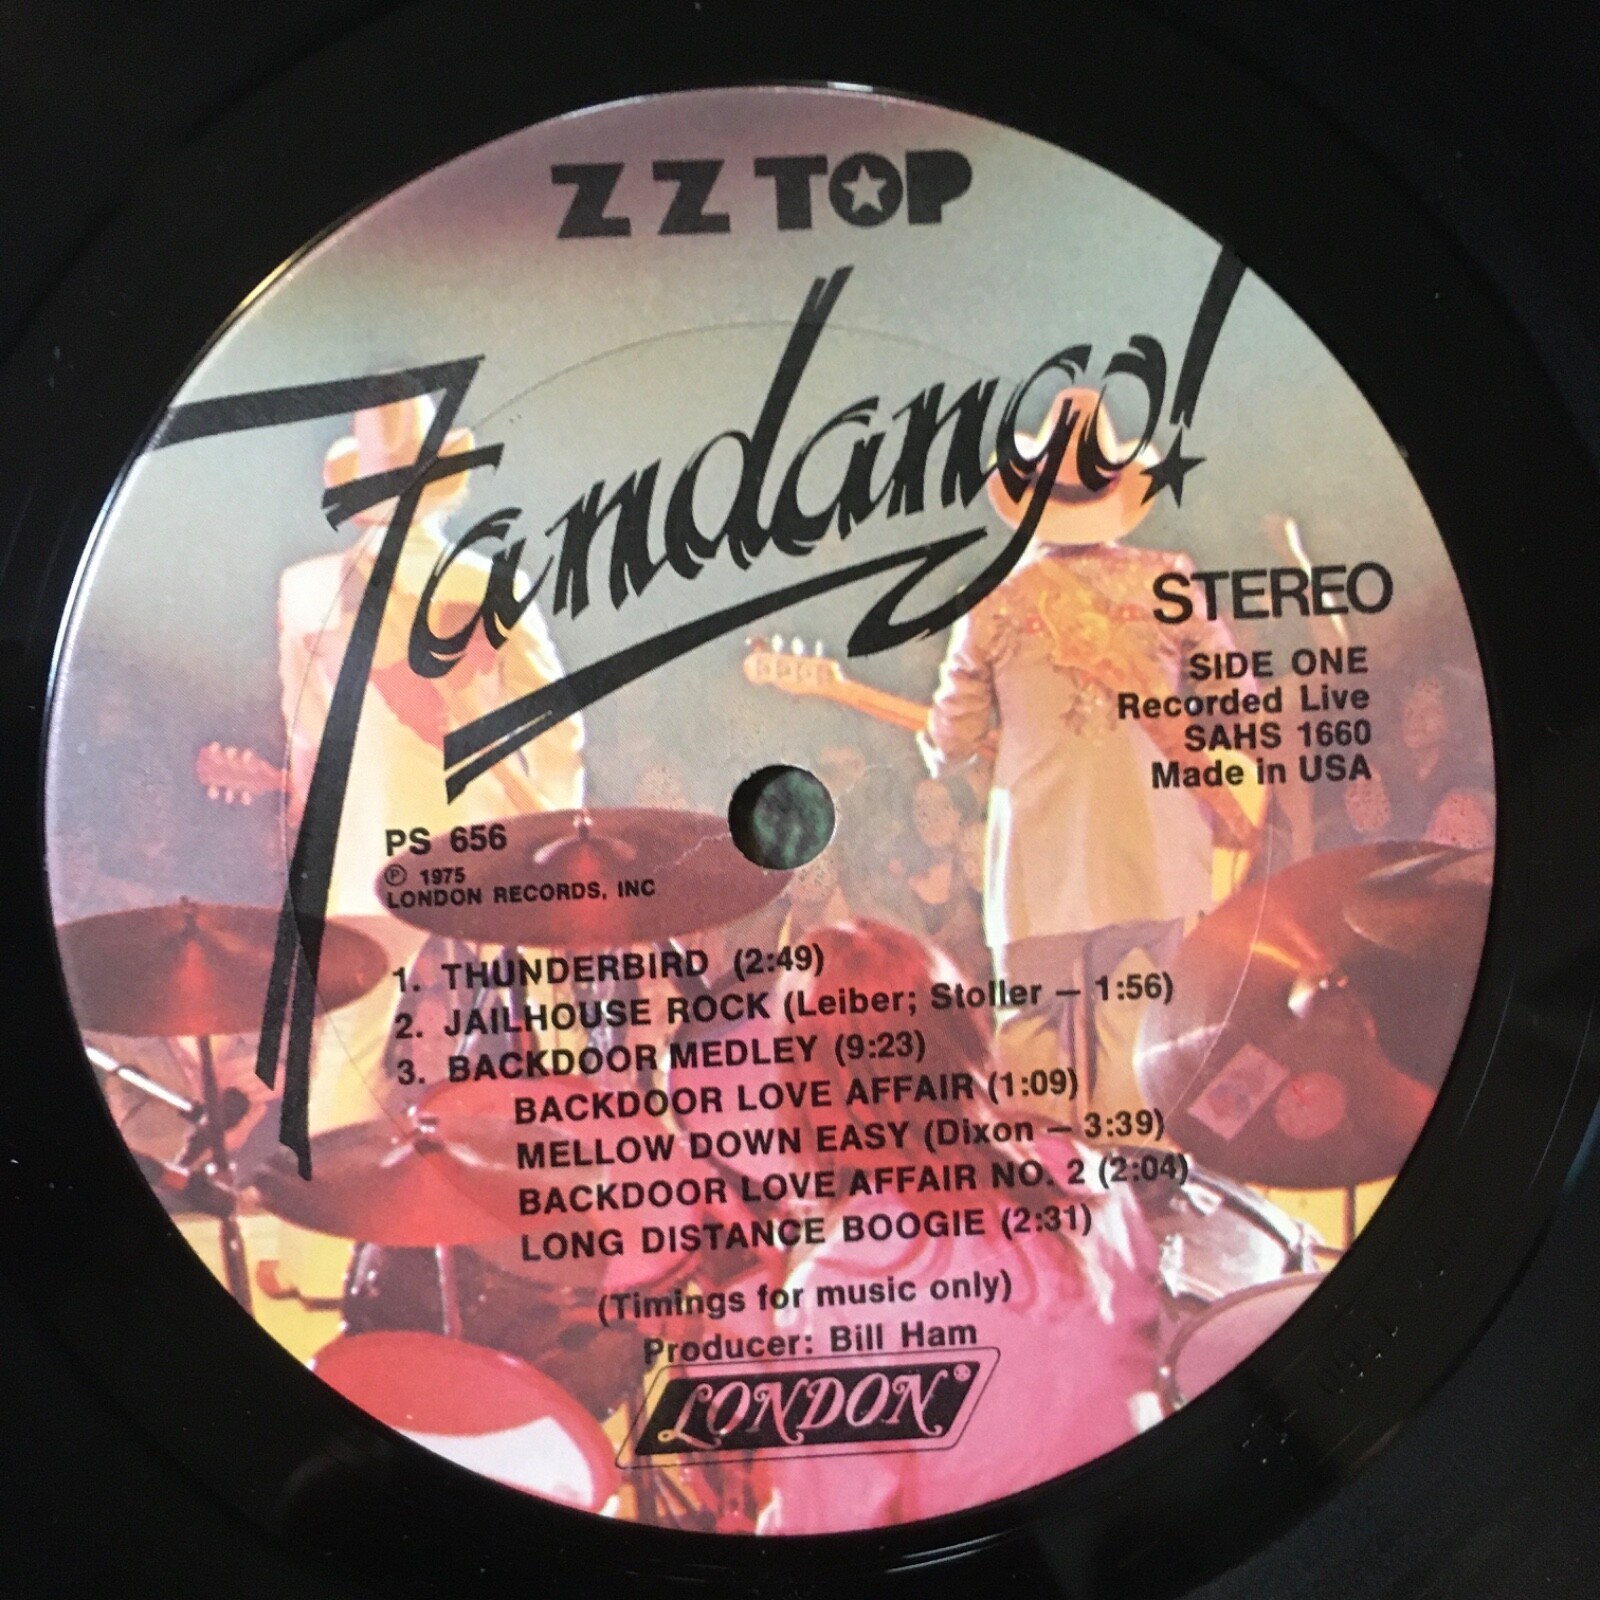 ZZ TOP
Fandango!
STEREO
SIDE ONE
Recorded Live
SAHS 1660
Made in USA
PS 656
℗ 1975
LONDON RECORDS, INC
1. THUNDERBIRD (2:49)
2. JAILHOUSE ROCK (Leiber; Stoller – 1:56)
3. BACKDOOR MEDLEY (9:23)
BACKDOOR LOVE AFFAIR (1:09)
MELLOW DOWN EASY (Dixon – 3:39)
BACKDOOR LOVE AFFAIR NO. 2 (2:04)
LONG DISTANCE BOOGIE (2:31)
(Timings for music only)
Producer: Bill Ham
LONDON®